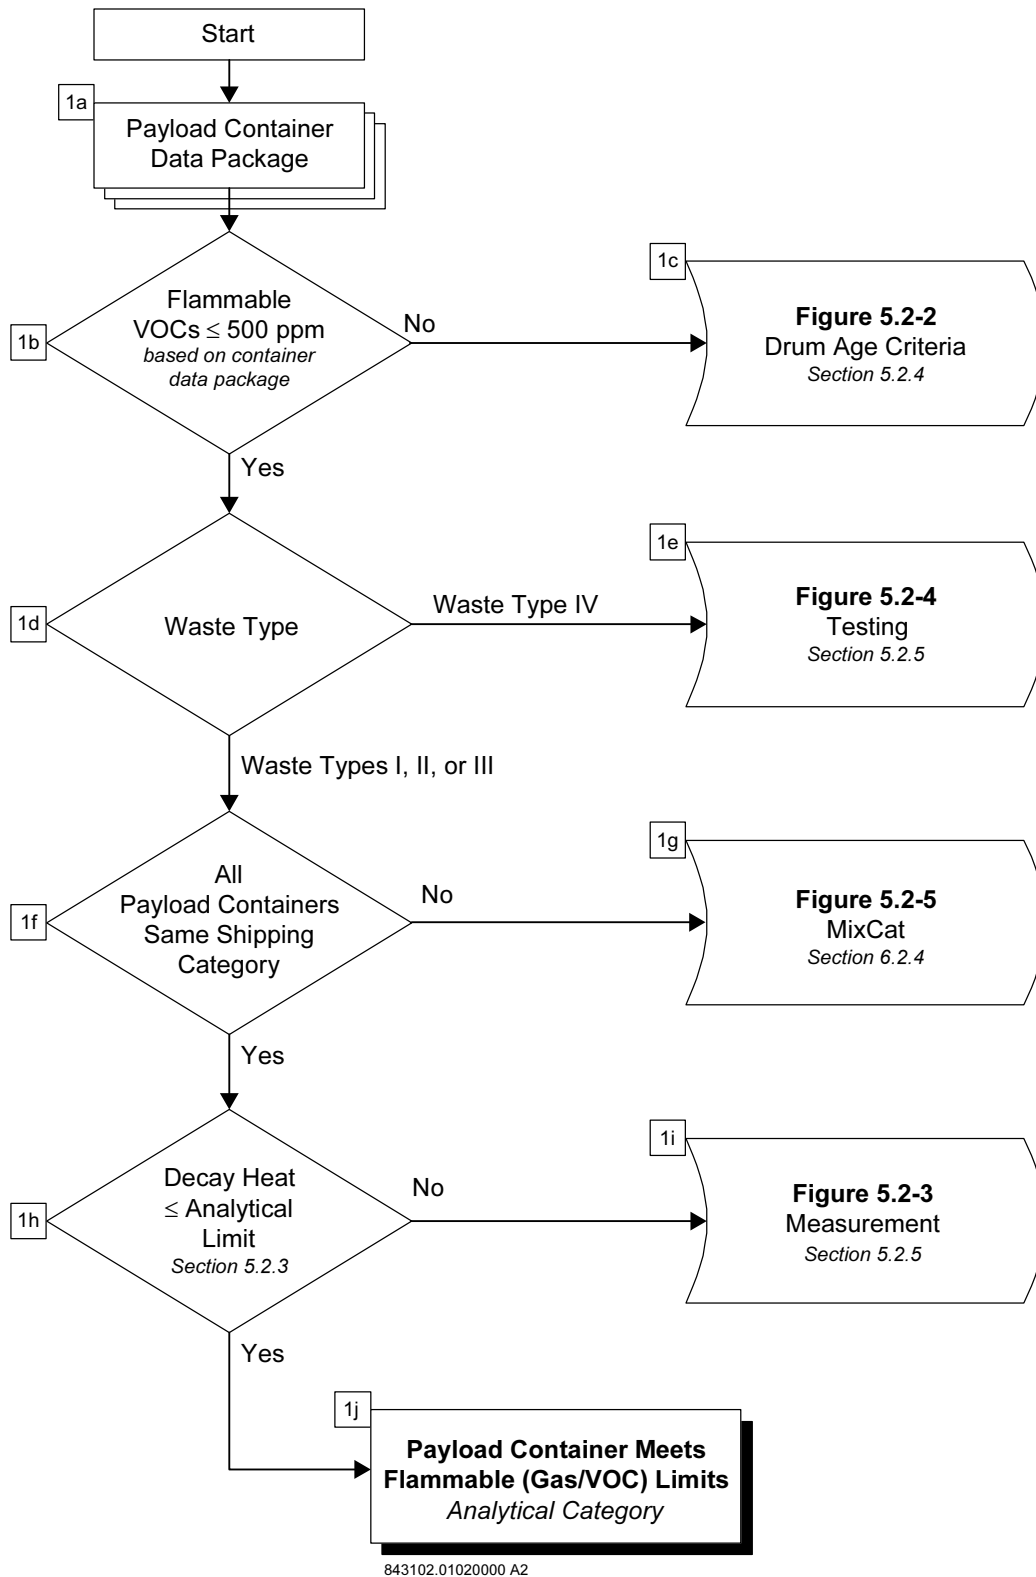 Start
1a
Payload Container
Data Package
1b
Flammable
VOCs ≤ 500 ppm
based on container
data package
No
1c
Figure 5.2-2
Drum Age Criteria
Section 5.2.4
Yes
1d
Waste Type
Waste Type IV
1e
Figure 5.2-4
Testing
Section 5.2.5
Waste Types I, II, or III
1f
All
Payload Containers
Same Shipping
Category
No
1g
Figure 5.2-5
MixCat
Section 6.2.4
Yes
1h
Decay Heat
≤ Analytical
Limit
Section 5.2.3
No
1i
Figure 5.2-3
Measurement
Section 5.2.5
Yes
1j
Payload Container Meets
Flammable (Gas/VOC) Limits
Analytical Category
843102.01020000 A2